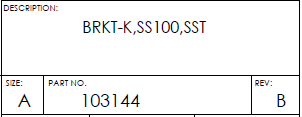 DESCRIPTION:
BRKT-K,SS100,SST
SIZE: PART NO. REV:
A 103144 B